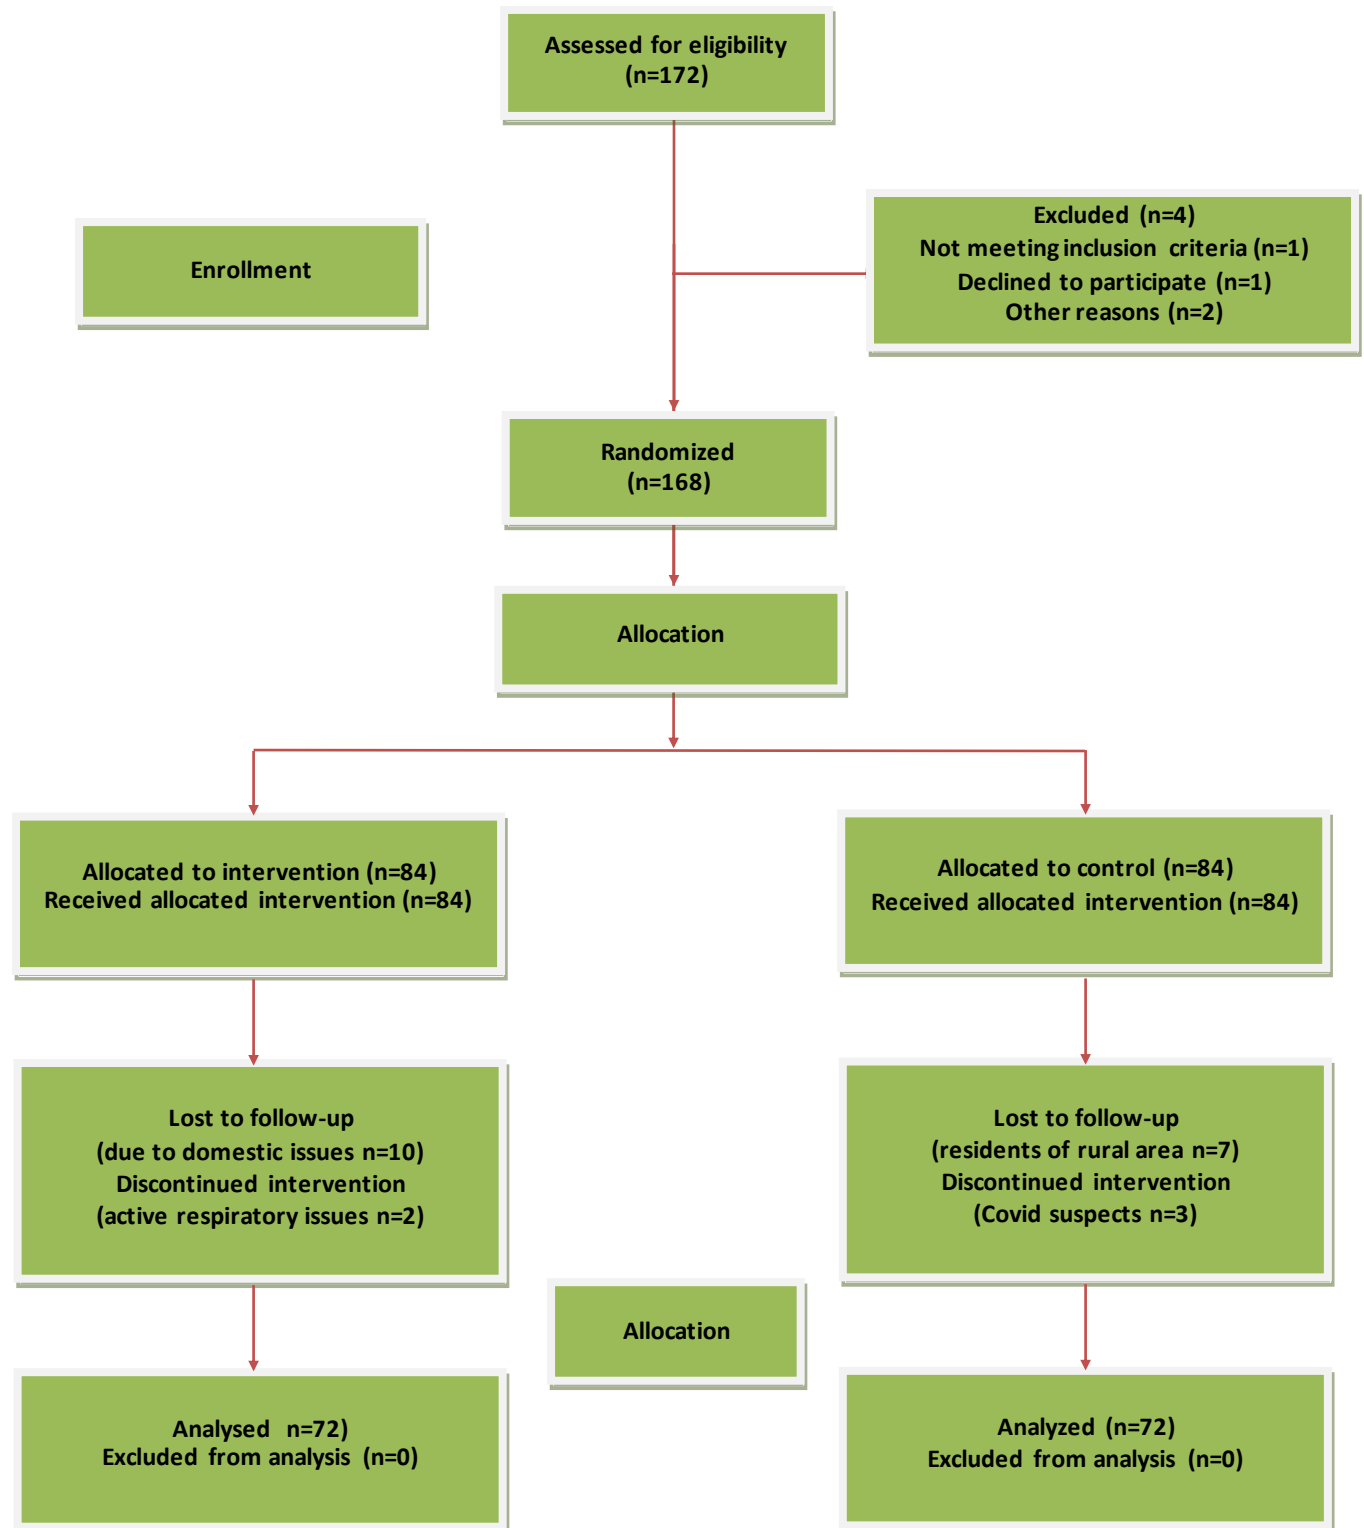 Assessed for eligibility
(n=172)
Excluded (n=4)
Not meeting inclusion criteria (n=1)
Declined to participate (n=1)
Other reasons (n=2)
Enrollment
Randomized
(n=168)
Allocation
Allocated to intervention (n=84)
Received allocated intervention (n=84)
Allocated to control (n=84)
Received allocated intervention (n=84)
Lost to follow-up
(due to domestic issues n=10)
Discontinued intervention
(active respiratory issues n=2)
Lost to follow-up
(residents of rural area n=7)
Discontinued intervention
(Covid suspects n=3)
Allocation
Analysed n=72)
Excluded from analysis (n=0)
Analyzed (n=72)
Excluded from analysis (n=0)